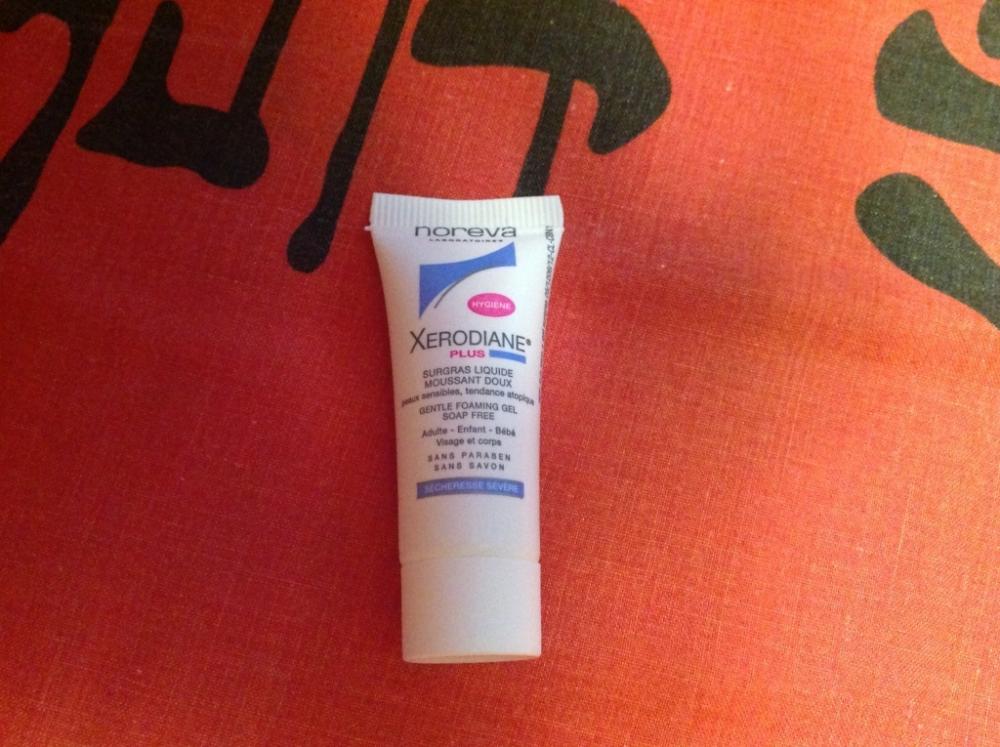 noreva
LABORATOIRES
HYGIÈNE
XERODIANE®
PLUS
SURGRAS LIQUIDE
MOUSSANT DOUX
peaux sensibles, tendance atopique
GENTLE FOAMING GEL
SOAP FREE
Adulte - Enfant - Bébé
Visage et corps
SANS PARABEN
SANS SAVON
SÉCHERESSE SÉVÈRE